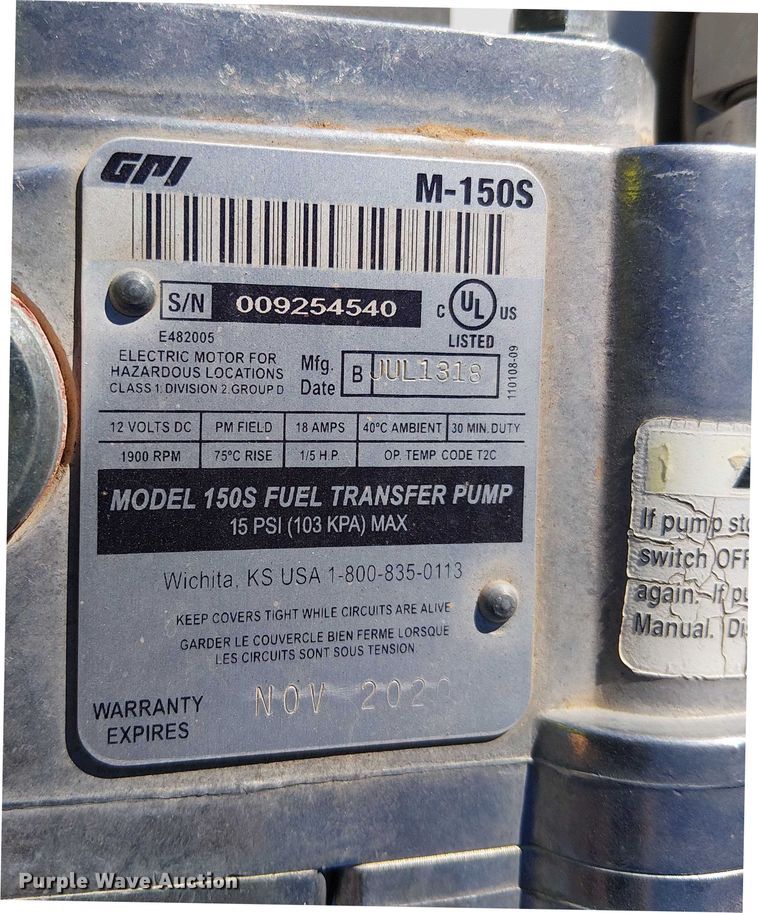 GPI
M-150S
S/N 009254540
C UL US
LISTED
E482005
ELECTRIC MOTOR FOR
HAZARDOUS LOCATIONS
CLASS 1 DIVISION 2 GROUP D
Mfg. Date B JUL1318
110108-09
12 VOLTS DC PM FIELD 18 AMPS 40°C AMBIENT 30 MIN. DUTY
1900 RPM 75°C RISE 1/5 H.P. OP. TEMP. CODE T2C
MODEL 150S FUEL TRANSFER PUMP
15 PSI (103 KPA) MAX
Wichita, KS USA 1-800-835-0113
KEEP COVERS TIGHT WHILE CIRCUITS ARE ALIVE
GARDER LE COUVERCLE BIEN FERME LORSQUE
LES CIRCUITS SONT SOUS TENSION
WARRANTY
EXPIRES
NOV 2020
If pump
switch OFF
again. If
Manual.
Purple Wave Auction